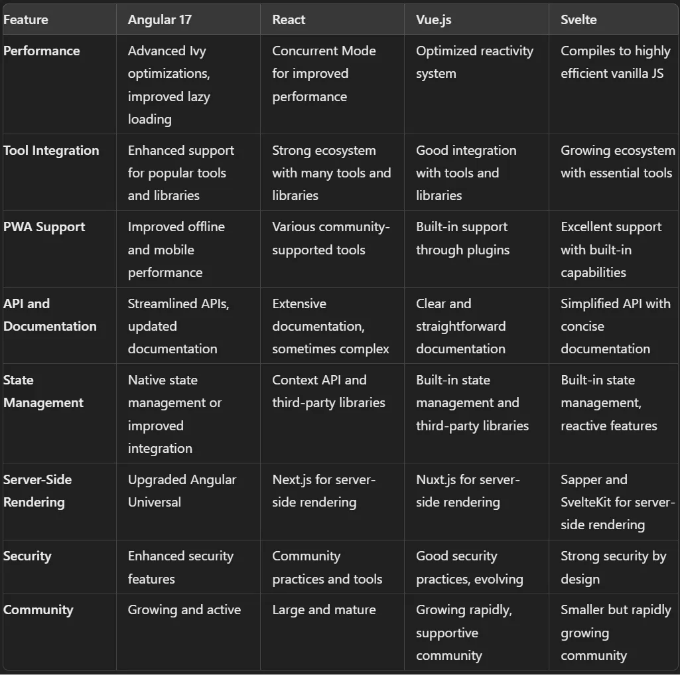 Feature Angular 17 React Vue.js Svelte
Performance Advanced Ivy Concurrent Mode Optimized reactivity Compiles to highly
optimizations, for improved system efficient vanilla JS
improved lazy performance
loading
Tool Integration Enhanced support Strong ecosystem Good integration Growing ecosystem
for popular tools with many tools and with tools and with essential tools
and libraries libraries libraries
PWA Support Improved offline Various community- Built-in support Excellent support
and mobile supported tools through plugins with built-in
performance capabilities
API and Streamlined APIs, Extensive Clear and Simplified API with
Documentation updated documentation, straightforward concise
documentation sometimes complex documentation documentation
State Native state Context API and Built-in state Built-in state
Management management or third-party libraries management and management,
improved third-party libraries reactive features
integration
Server-Side Upgraded Angular Next.js for server- Nuxt.js for server- Sapper and
Rendering Universal side rendering side rendering SvelteKit for server-
side rendering
Security Enhanced security Community Good security Strong security by
features practices and tools practices, evolving design
Community Growing and active Large and mature Growing rapidly, Smaller but rapidly
supportive growing
community community